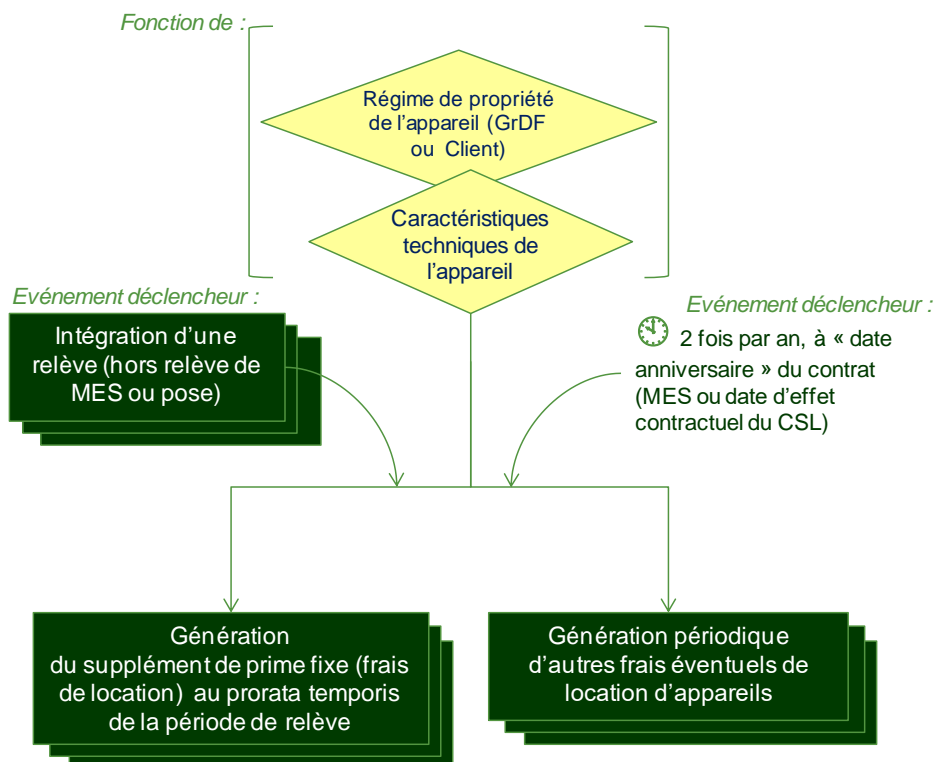 Fonction de :
Régime de propriété
de l'appareil (GrDF
ou Client)
Caractéristiques
techniques de
l'appareil
Evénement déclencheur :
Intégration d'une
relève (hors relève de
MES ou pose)
Evénement déclencheur :
2 fois par an, à « date
anniversaire » du contrat
(MES ou date d'effet
contractuel du CSL)
Génération
du supplément de prime fixe (frais
de location) au prorata temporis
de la période de relève
Génération périodique
d'autres frais éventuels de
location d'appareils